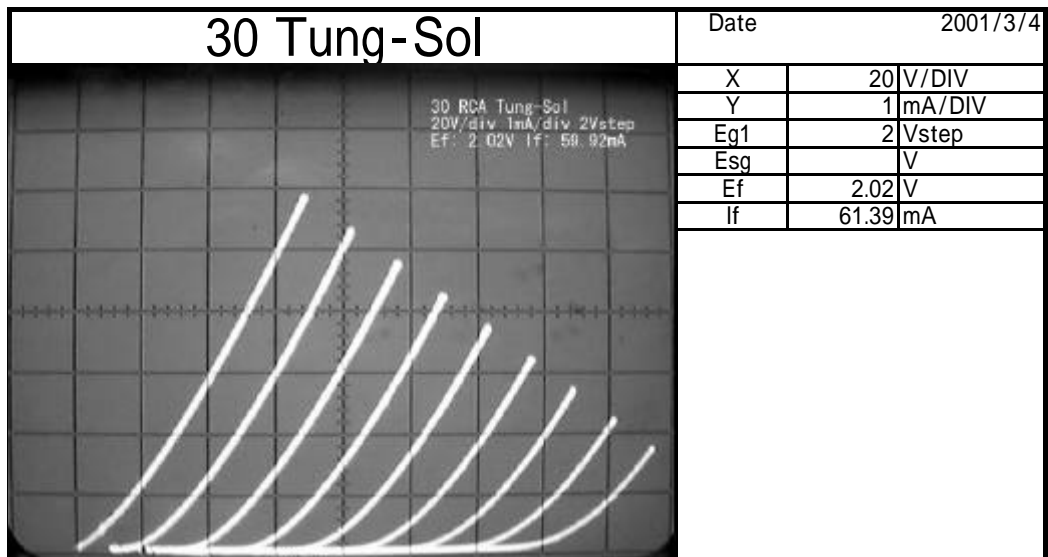 30 Tung-Sol
Date 2001/3/4
X 20 V/DIV
Y 1 mA/DIV
Eg1 2 Vstep
Esg V
Ef 2.02 V
If 61.39 mA
30 RCA Tung-Sol
20V/div 1mA/div 2Vstep
Ef: 2.02V If: 59.92mA